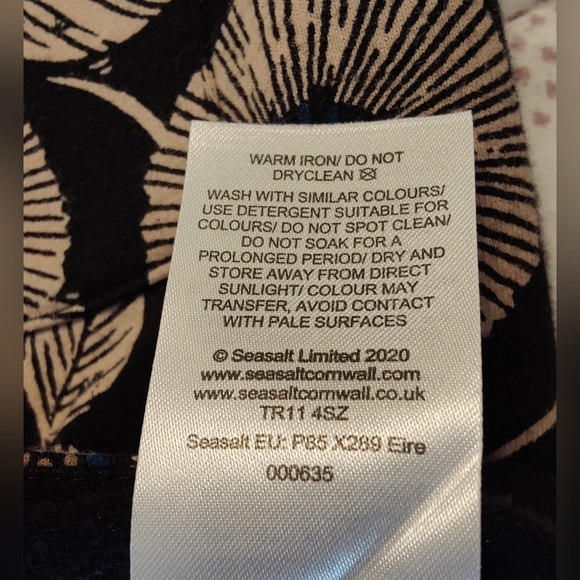 WARM IRON/ DO NOT
DRYCLEAN
WASH WITH SIMILAR COLOURS/
USE DETERGENT SUITABLE FOR
COLOURS/ DO NOT SPOT CLEAN/
DO NOT SOAK FOR A
PROLONGED PERIOD/ DRY AND
STORE AWAY FROM DIRECT
SUNLIGHT/ COLOUR MAY
TRANSFER, AVOID CONTACT
WITH PALE SURFACES
© Seasalt Limited 2020
www.seasaltcornwall.com
www.seasaltcornwall.co.uk
TR11 4SZ
Seasalt EU: P85 X289 Eire
000635